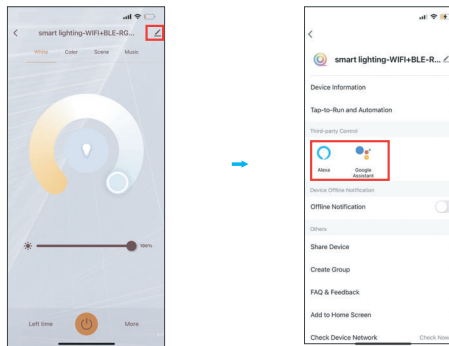 smart lighting-WIFI+BLE-RG...
White Color Scene Music
100%
Left time More
smart lighting-WIFI+BLE-R...
Device Information
Tap-to-Run and Automation
Third-party Control
Alexa
Google Assistant
Device Offline Notification
Offline Notification
Others
Share Device
Create Group
FAQ & Feedback
Add to Home Screen
Check Device Network Check Now